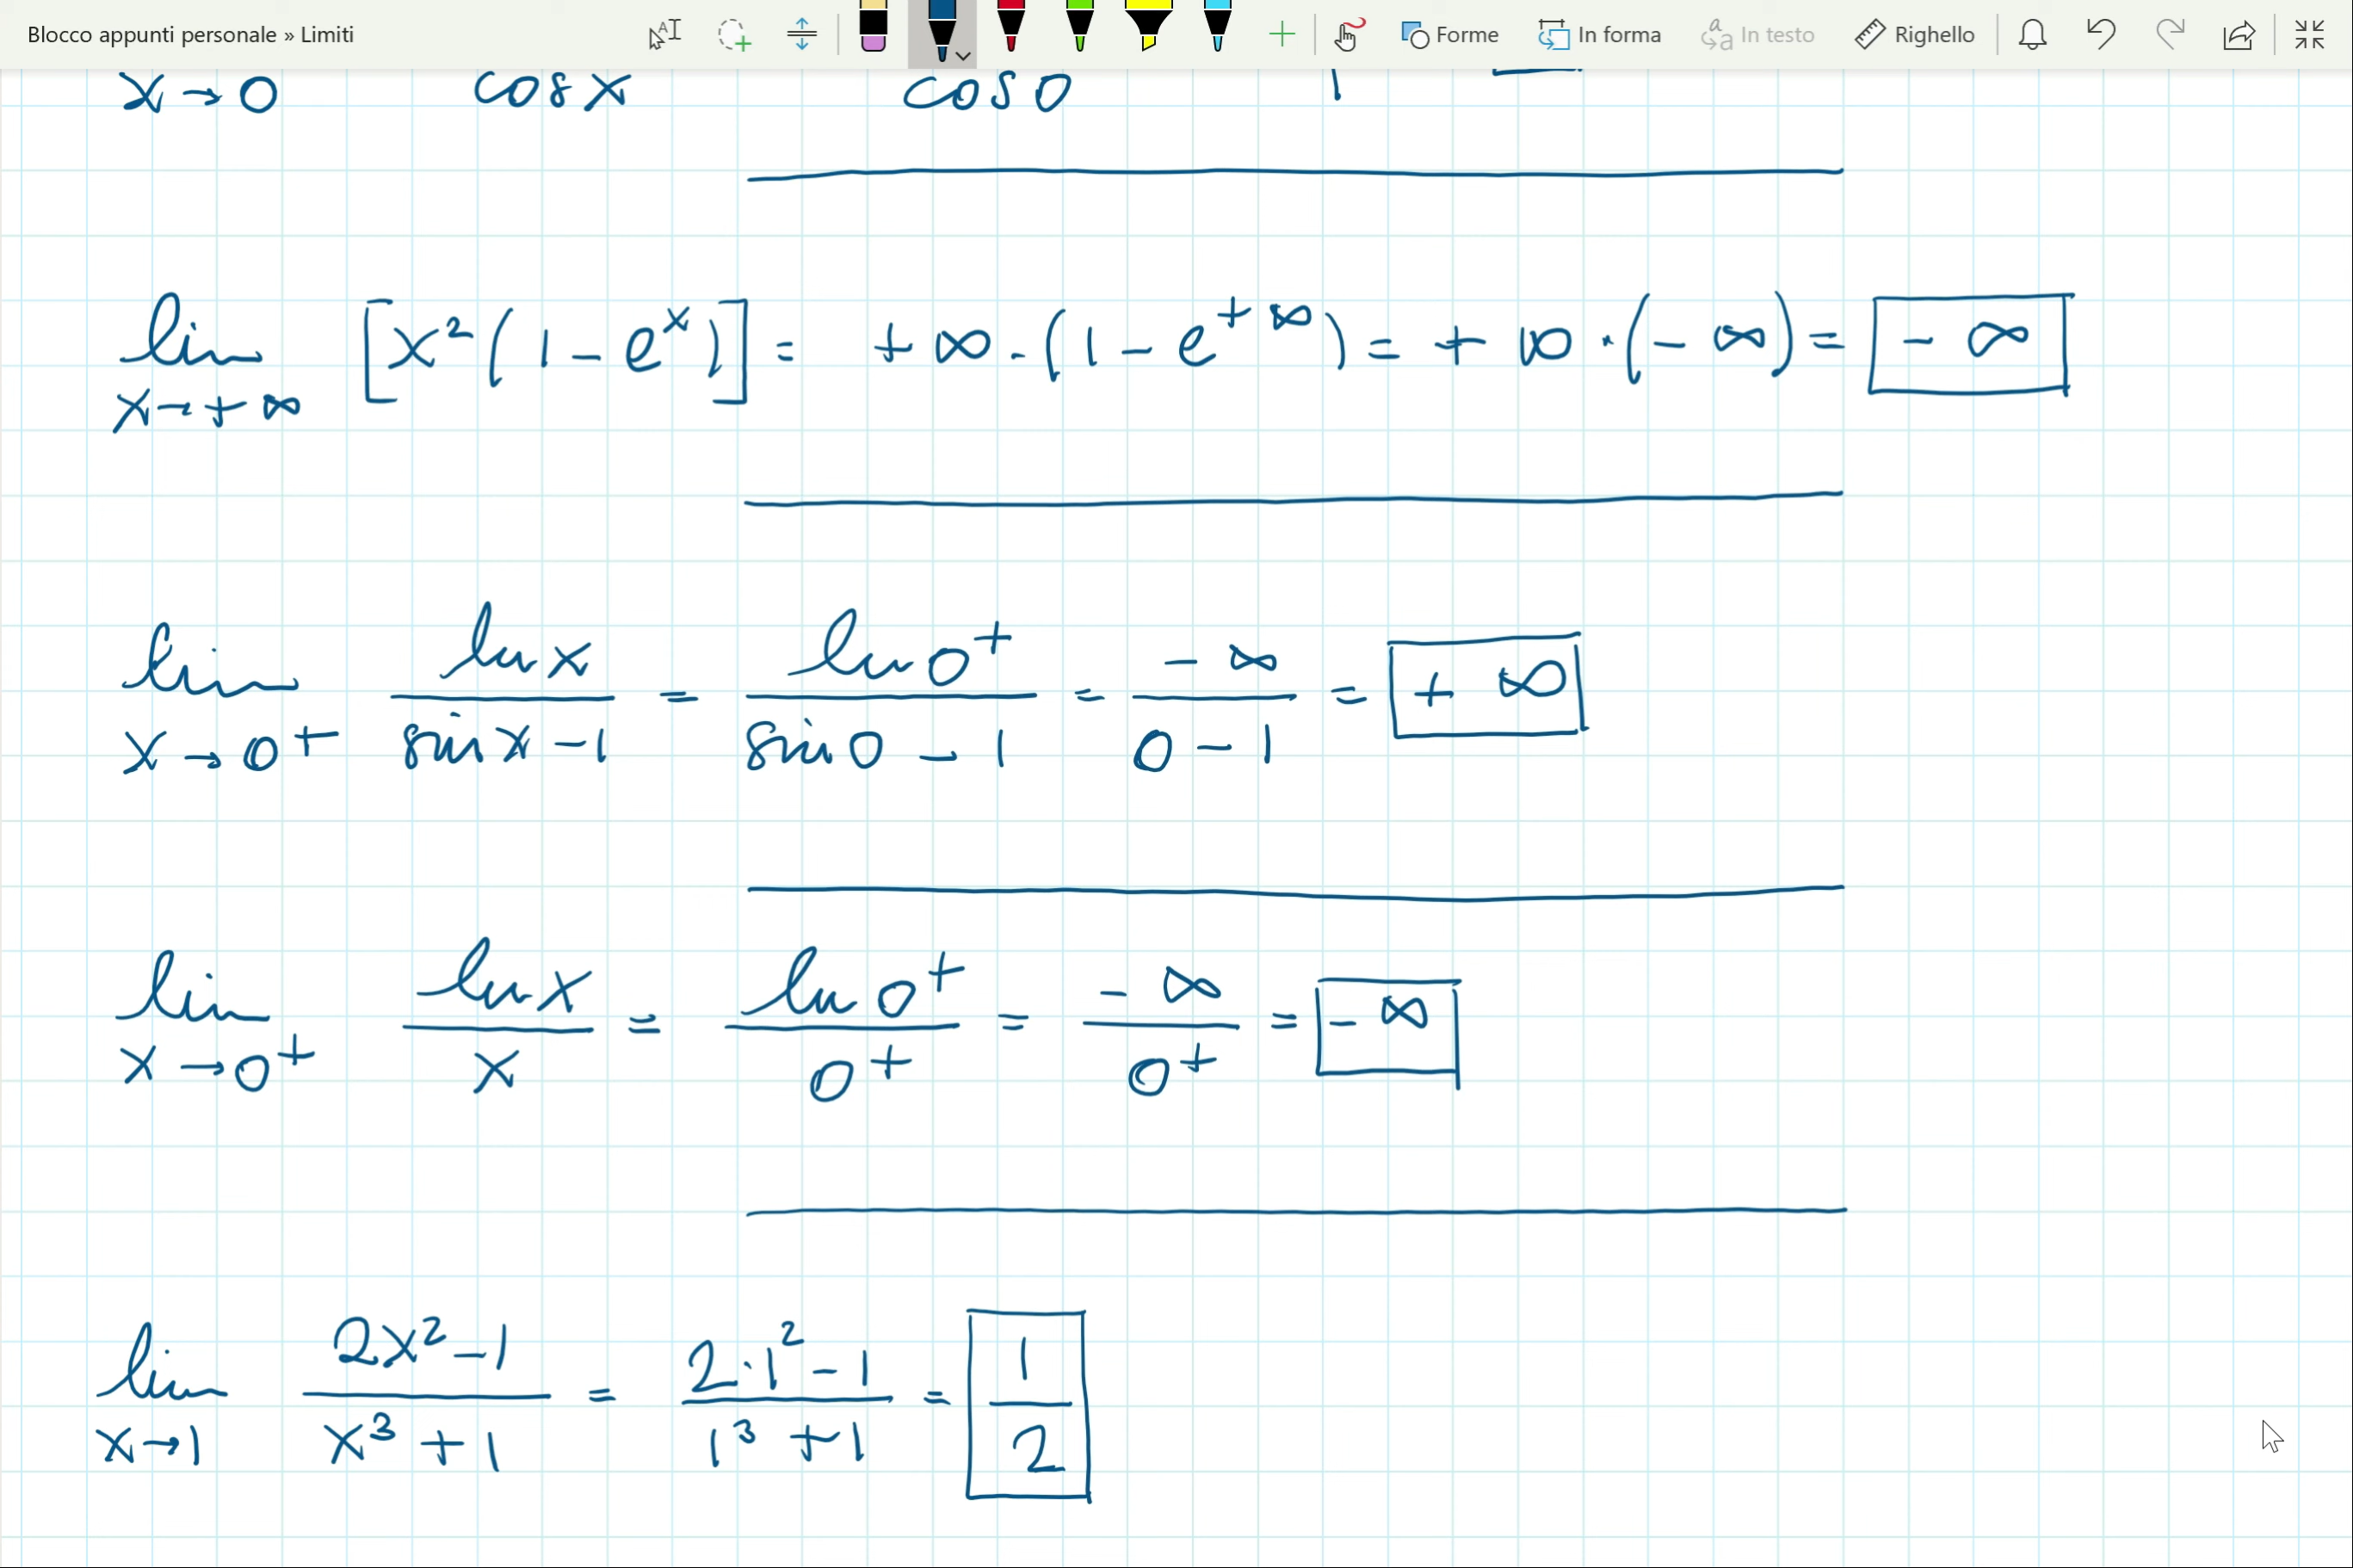 Blocco appunti personale » Limiti Forme In forma In testo Righello
x → 0 cos x cos 0 1
lim x→+∞ [x²(1 - eˣ)] = +∞ · (1 - e^+∞) = +∞ · (-∞) = -∞
lim x→0⁺ ln x / sin x - 1 = ln 0⁺ / sin 0 - 1 = -∞ / 0 - 1 = +∞
lim x→0⁺ ln x / x = ln 0⁺ / 0⁺ = -∞ / 0⁺ = -∞
lim x→1 2x² - 1 / x³ + 1 = 2·1² - 1 / 1³ + 1 = 1 / 2